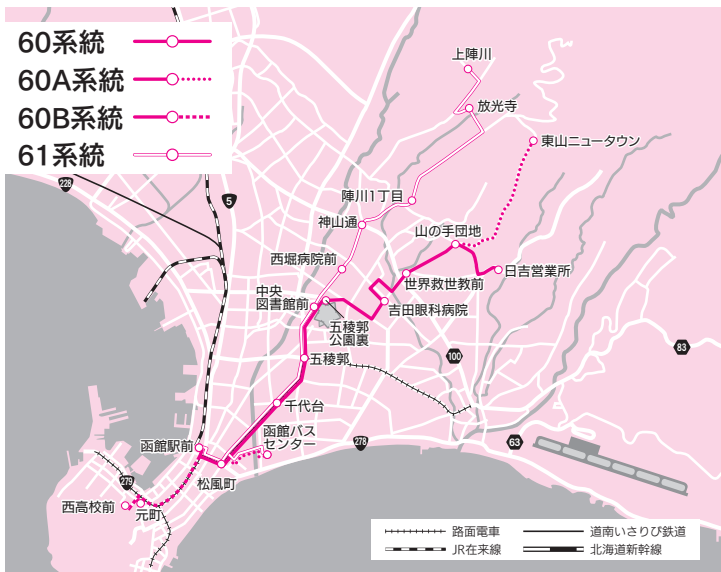 60系統
60A系統
60B系統
61系統
上陣川
放光寺
東山ニュータウン
228
5
陣川1丁目
神山通
山の手団地
西堀病院前
日吉営業所
世界救世教前
中央
図書館前
吉田眼科病院
五稜郭
公園裏
五稜郭
100
83
千代台
函館バス
センター
函館駅前
278
63
松風町
279
西高校前
元町
路面電車
道南いさりび鉄道
JR在来線
北海道新幹線